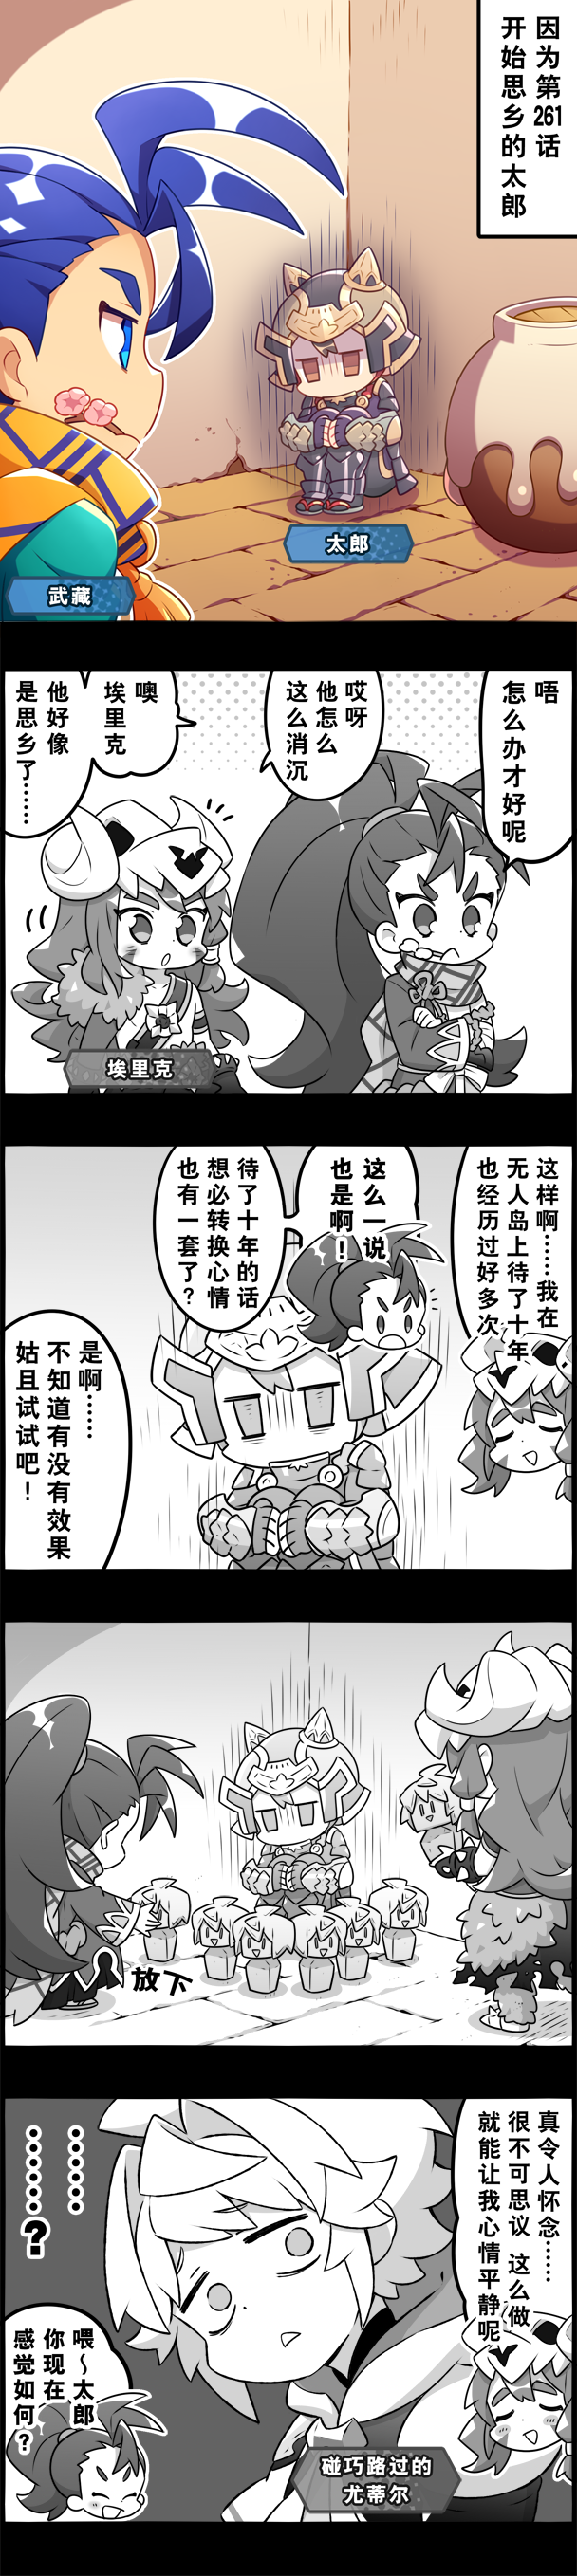 因为第261话
开始思乡的太郎
太郎
武藏
唔
怎么办才好呢
哎呀
他怎么
这么消沉
噢
埃里克
他好像
是思乡了……
埃里克
这样啊……我在
无人岛上待了十年
也经历过好多次
这么一说
也是啊！
待了十年的话
想必转换心情
也有一套了？
是啊……
不知道有没有效果
姑且试试吧！
放下
真令人怀念……
很不可思议 这么做
就能让我心情平静呢
………
………?
喂～太郎
你现在
感觉如何？
碰巧路过的
尤蒂尔